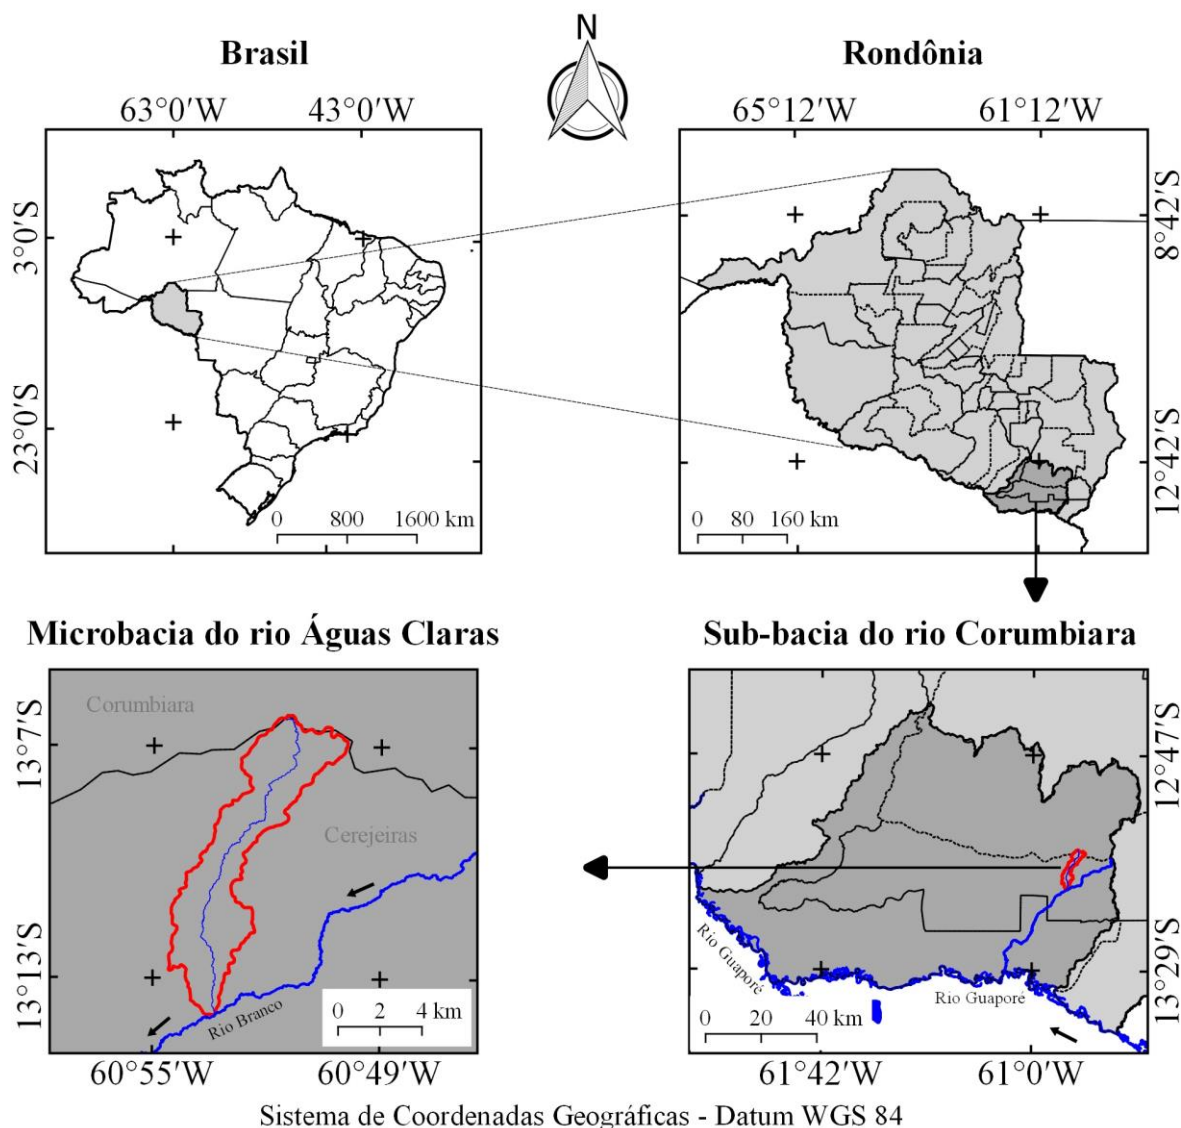 N
Brasil
63°0'W 43°0'W
3°0'S
23°0'S
0 800 1600 km
Rondônia
65°12'W 61°12'W
8°42'S
12°42'S
0 80 160 km
Microbacia do rio Águas Claras
Corumbiara
Cerejeiras
13°7'S
13°13'S
Rio Branco
0 2 4 km
60°55'W 60°49'W
Sub-bacia do rio Corumbiara
12°47'S
13°29'S
Rio Guaporé
Rio Guaporé
0 20 40 km
61°42'W 61°0'W
Sistema de Coordenadas Geográficas - Datum WGS 84